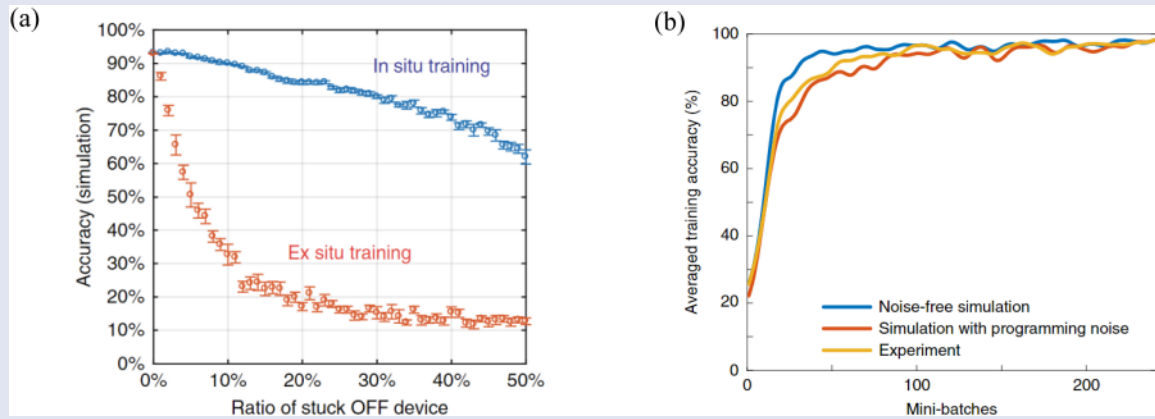 (a)
100%
90%
80%
70%
60%
50%
40%
30%
20%
10%
0%
Accuracy (simulation)
In situ training
Ex situ training
0% 10% 20% 30% 40% 50%
Ratio of stuck OFF device
(b)
100
80
60
40
20
0
Averaged training accuracy (%)
Noise-free simulation
Simulation with programming noise
Experiment
0 100 200
Mini-batches